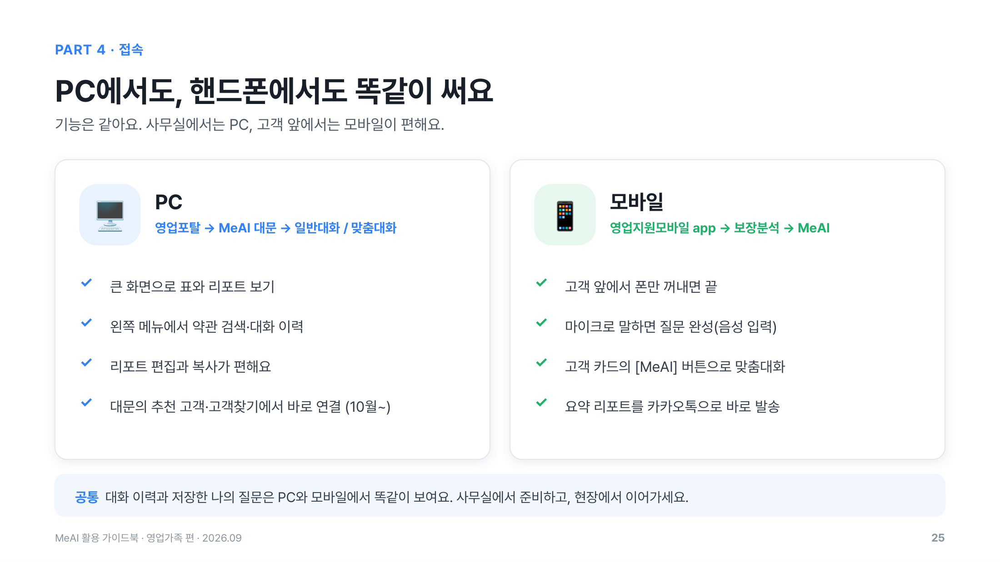 PART 4 · 접속
PC에서도, 핸드폰에서도 똑같이 써요
기능은 같아요. 사무실에서는 PC, 고객 앞에서는 모바일이 편해요.
PC
영업포탈 → MeAI 대문 → 일반대화 / 맞춤대화
큰 화면으로 표와 리포트 보기
왼쪽 메뉴에서 약관 검색·대화 이력
리포트 편집과 복사가 편해요
대문의 추천 고객·고객찾기에서 바로 연결 (10월~)
모바일
영업지원모바일 app → 보장분석 → MeAI
고객 앞에서 폰만 꺼내면 끝
마이크로 말하면 질문 완성(음성 입력)
고객 카드의 [MeAI] 버튼으로 맞춤대화
요약 리포트를 카카오톡으로 바로 발송
공통 대화 이력과 저장한 나의 질문은 PC와 모바일에서 똑같이 보여요. 사무실에서 준비하고, 현장에서 이어가세요.
MeAI 활용 가이드북 · 영업가족 편 · 2026.09
25